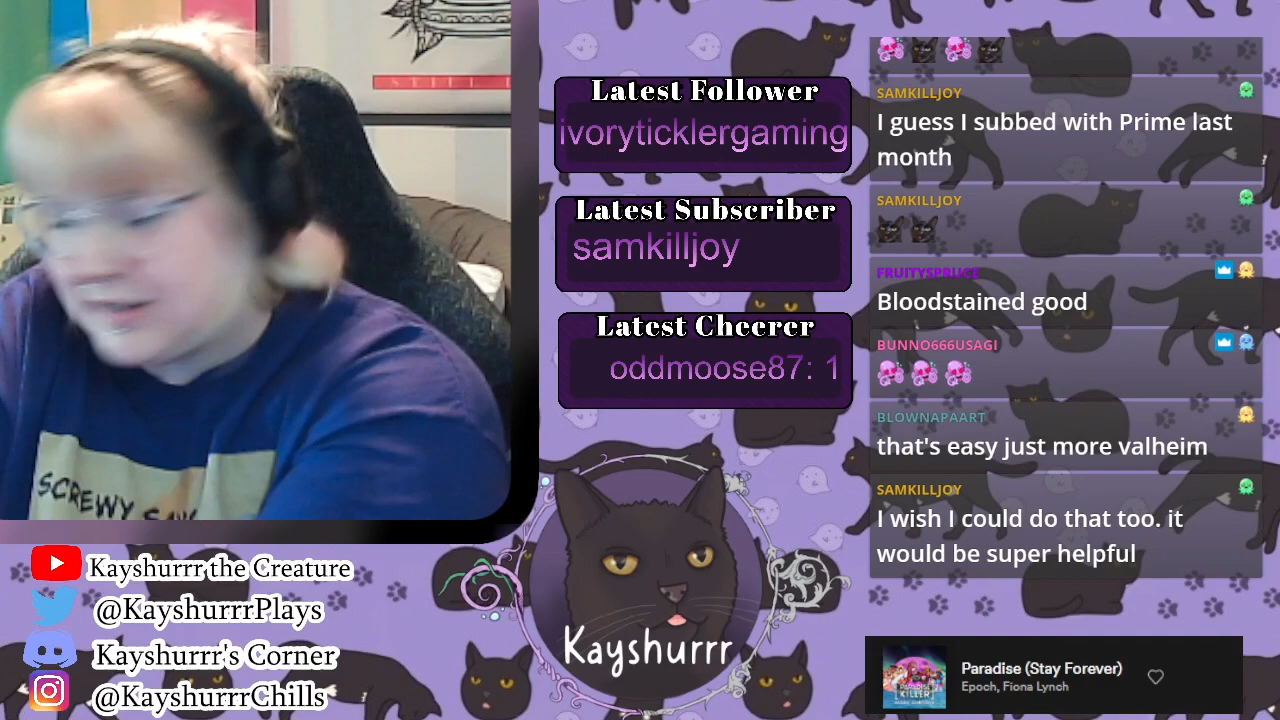 Latest Follower
ivoryticklergaming
Latest Subscriber
samkilljoy
Latest Cheerer
oddmoose87: 1
SAMKILLJOY
I guess I subbed with Prime last
month
SAMKILLJOY
FRUITYSPRUCE
Bloodstained good
BUNNO666USAGI
BLOWNAPAART
that's easy just more valheim
SAMKILLJOY
I wish I could do that too. it
would be super helpful
SCREWY
Kayshurrr the Creature
@KayshurrrPlays
Kayshurrr's Corner
@KayshurrrChills
Kayshurrr
PARADISE
KILLER
Paradise (Stay Forever)
Epoch, Fiona Lynch